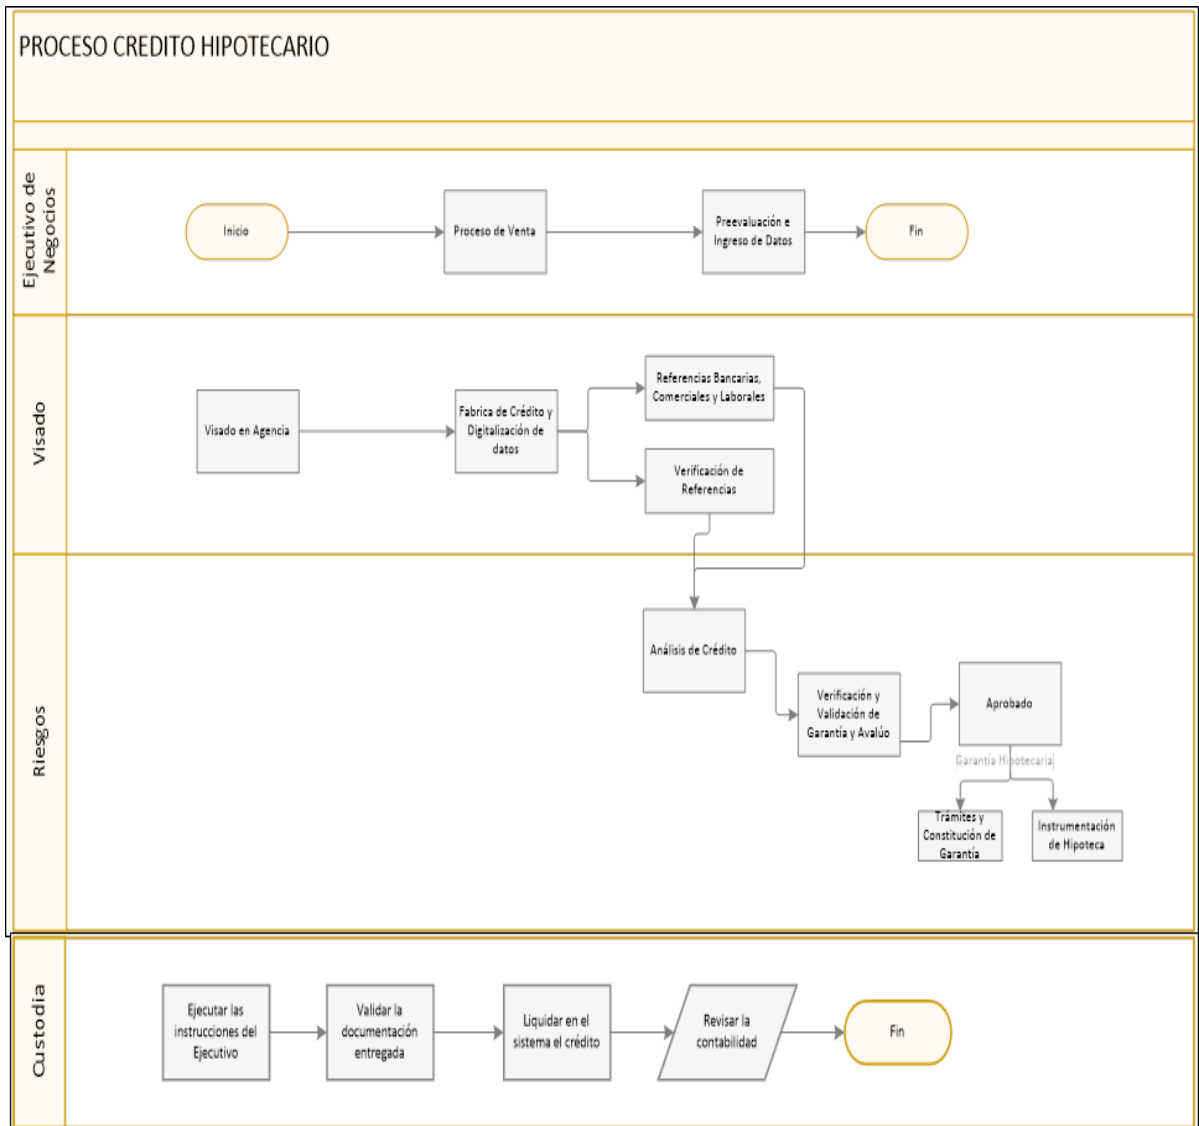 PROCESO CREDITO HIPOTECARIO
Ejecutivo de
Negocios
Inicio
Proceso de Venta
Preevaluación e
Ingreso de Datos
Fin
Visado
Visado en Agencia
Fabrica de Crédito y
Digitalización de
datos
Referencias Bancarias,
Comerciales y Laborales
Verificación de
Referencias
Riesgos
Análisis de Crédito
Verificación y
Validación de
Garantía y Avalúo
Aprobado
Garantía Hipotecaria
Trámites y
Constitución de
Garantía
Instrumentación
de Hipoteca
Custodia
Ejecutar las
instrucciones del
Ejecutivo
Validar la
documentación
entregada
Liquidar en el
sistema el crédito
Revisar la
contabilidad
Fin